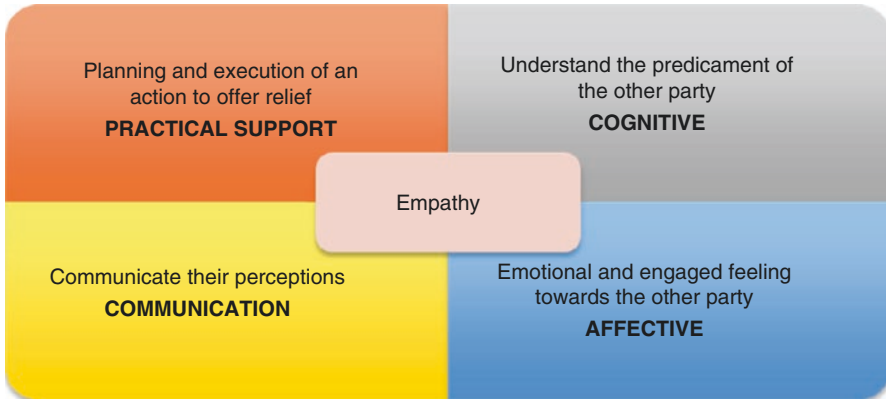 Planning and execution of an
action to offer relief
PRACTICAL SUPPORT
Understand the predicament of
the other party
COGNITIVE
Empathy
Communicate their perceptions
COMMUNICATION
Emotional and engaged feeling
towards the other party
AFFECTIVE